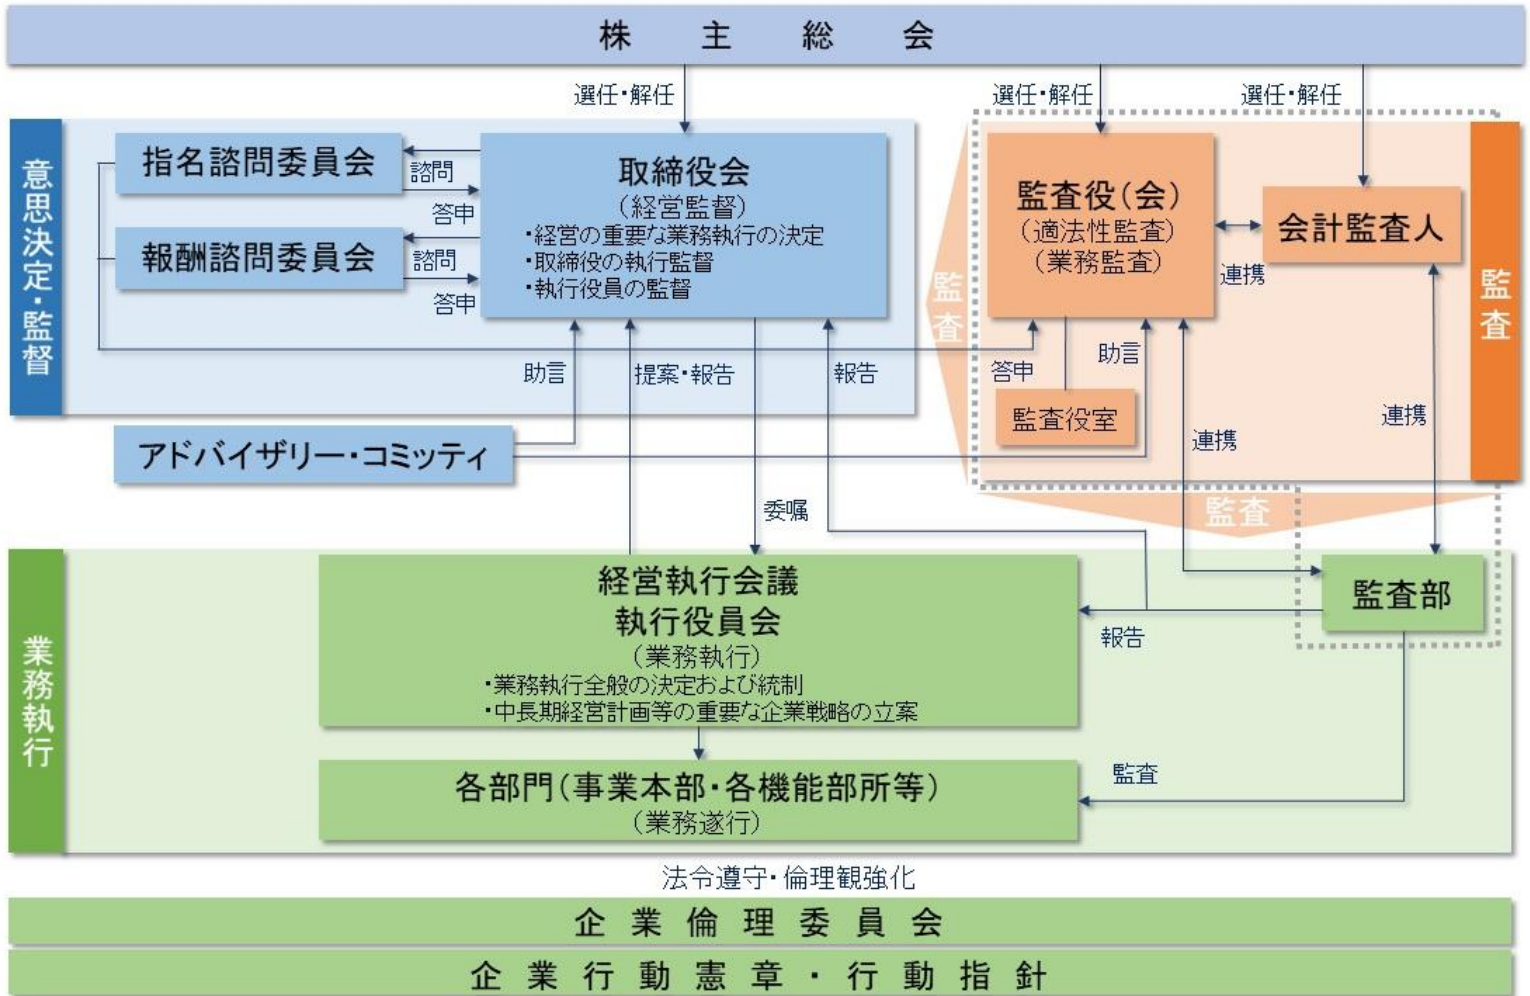 株主総会
選任・解任
選任・解任
選任・解任
意思決定・監督
指名諮問委員会
諮問
答申
報酬諮問委員会
諮問
答申
取締役会
(経営監督)
・経営の重要な業務執行の決定
・取締役の執行監督
・執行役員の監督
監査
監査役(会)
(適法性監査)
(業務監査)
連携
会計監査人
監査
助言
提案・報告
報告
答申
助言
監査役室
連携
連携
アドバイザリー・コミッティ
委嘱
監査
業務執行
経営執行会議
執行役員会
(業務執行)
・業務執行全般の決定および統制
・中長期経営計画等の重要な企業戦略の立案
報告
監査部
各部門(事業本部・各機能部所等)
(業務遂行)
監査
法令遵守・倫理観強化
企業倫理委員会
企業行動憲章・行動指針